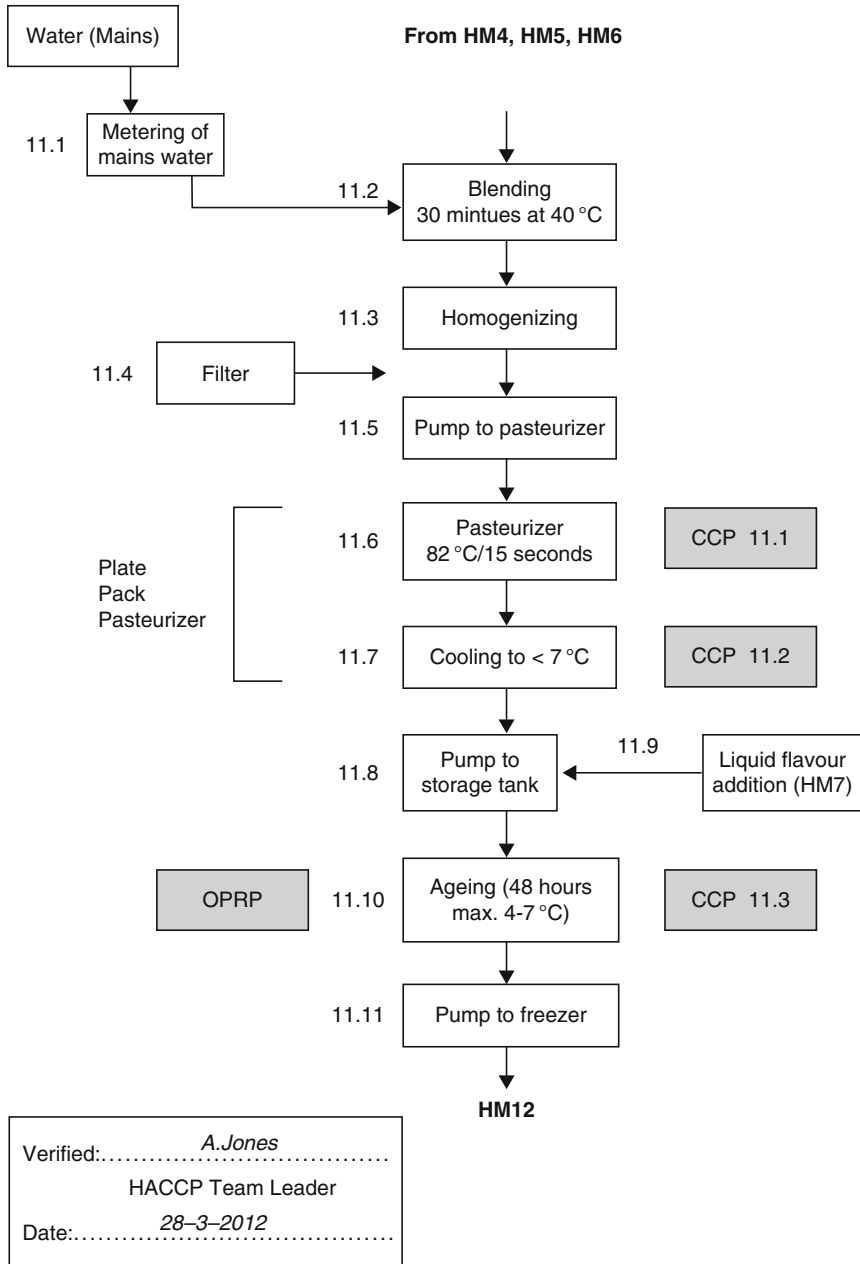 Water (Mains)
From HM4, HM5, HM6
11.1
Metering of
mains water
11.2
Blending
30 mintues at 40 °C
11.3
Homogenizing
11.4
Filter
11.5
Pump to pasteurizer
Plate
Pack
Pasteurizer
11.6
Pasteurizer
82 °C/15 seconds
CCP 11.1
11.7
Cooling to < 7 °C
CCP 11.2
11.8
Pump to
storage tank
11.9
Liquid flavour
addition (HM7)
OPRP
11.10
Ageing (48 hours
max. 4-7 °C)
CCP 11.3
11.11
Pump to freezer
HM12
Verified:....A.Jones....
HACCP Team Leader
Date:....28–3–2012....